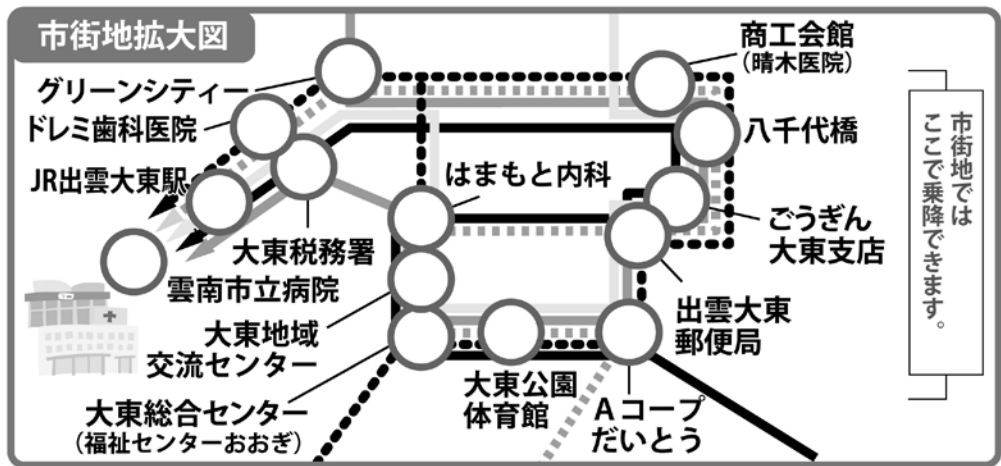 市街地拡大図
グリーンシティー
ドレミ歯科医院
JR出雲大東駅
大東税務署
雲南市立病院
大東地域
交流センター
大東総合センター
（福祉センターおおぎ）
はまもと内科
大東公園
体育館
Aコープ
だいとう
出雲大東
郵便局
ごうぎん
大東支店
八千代橋
商工会館
（晴木医院）
市街地では
ここで乗降できます。